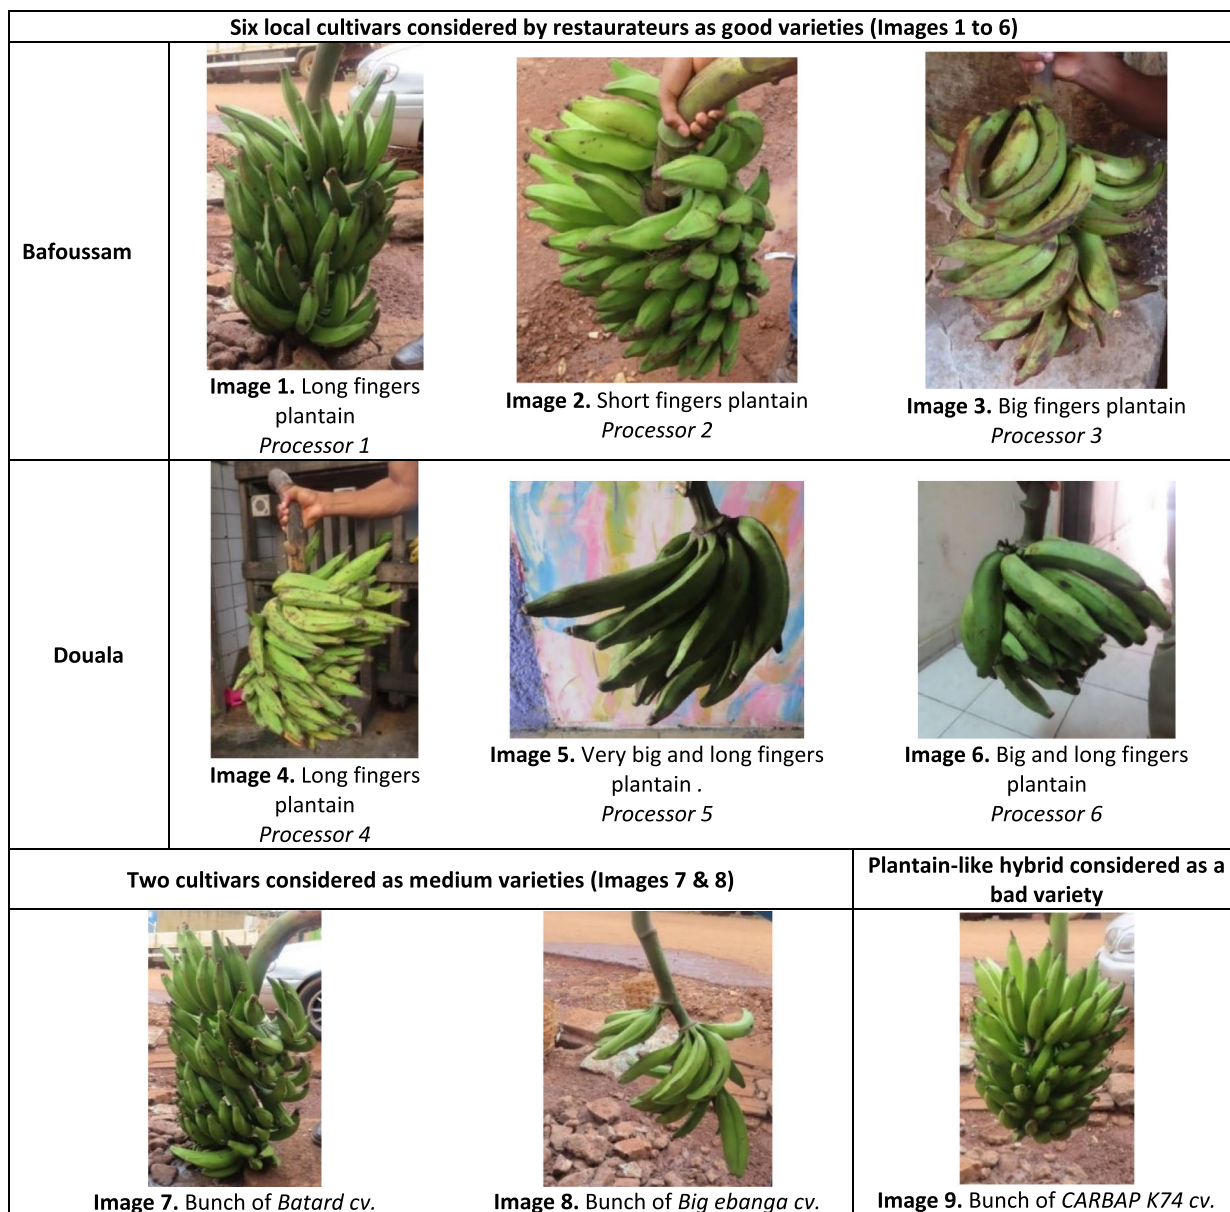 Six local cultivars considered by restaurateurs as good varieties (Images 1 to 6)
Bafoussam
Image 1. Long fingers
plantain
Processor 1
Image 2. Short fingers plantain
Processor 2
Image 3. Big fingers plantain
Processor 3
Douala
Image 4. Long fingers
plantain
Processor 4
Image 5. Very big and long fingers
plantain .
Processor 5
Image 6. Big and long fingers
plantain
Processor 6
Two cultivars considered as medium varieties (Images 7 & 8)
Plantain-like hybrid considered as a
bad variety
Image 7. Bunch of Batard cv.
Image 8. Bunch of Big ebanga cv.
Image 9. Bunch of CARBAP K74 cv.